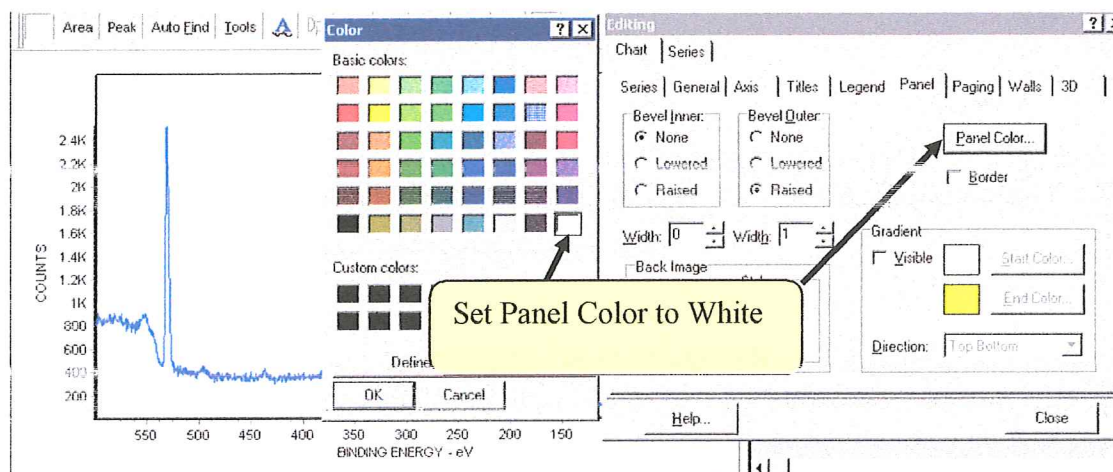 Area Peak Auto Find Tools A
Color ? ×
Basic colors:
Custom colors:
Define
OK Cancel
Editing ?
Chart Series
Series General Axis Titles Legend Panel Paging Walls 3D
Bevel Inner:
None
Lowered
Raised
Width: 0
Bevel Outer:
None
Lowered
Raised
Width: 1
Panel Color...
Border
Back Image
Gradient
Visible
Start Color...
End Color...
Direction: Top Bottom
Help... Close
Set Panel Color to White
COUNTS
2.4K
2.2K
2K
1.8K
1.6K
1.4K
1.2K
1K
800
600
400
200
550 500 450 400 350 300 250 200 150
BINDING ENERGY - eV